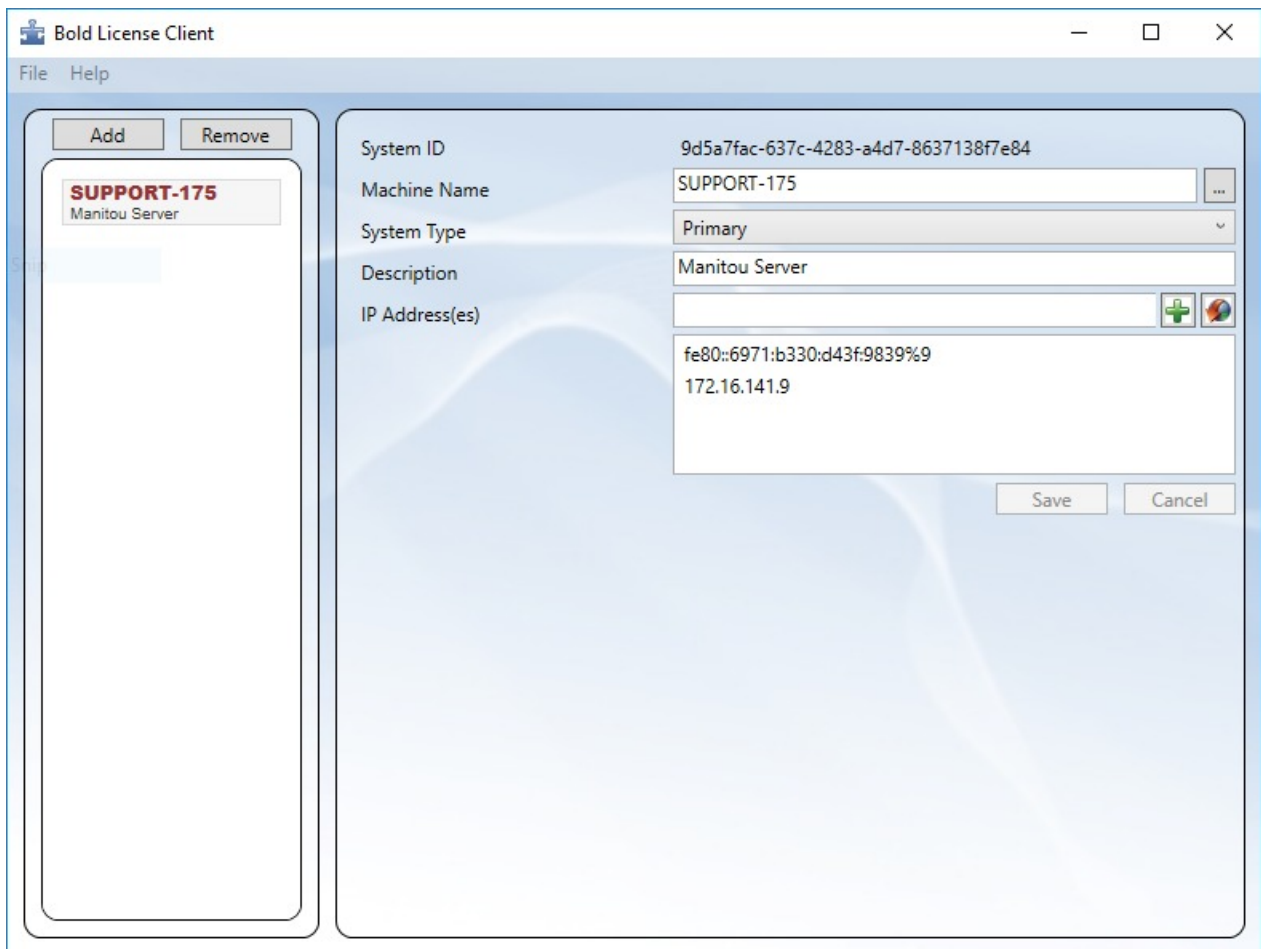 Bold License Client
File Help
Add Remove
SUPPORT-175
Manitou Server
Snip
System ID 9d5a7fac-637c-4283-a4d7-8637138f7e84
Machine Name SUPPORT-175 ...
System Type Primary
Description Manitou Server
IP Address(es)
fe80::6971:b330:d43f:9839%9
172.16.141.9
Save Cancel